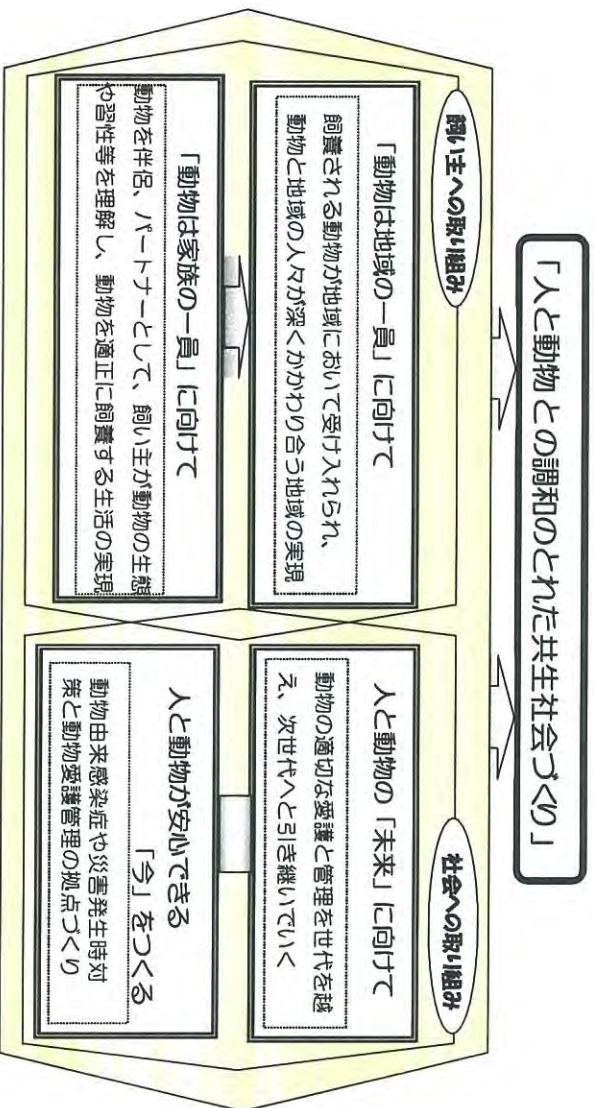 「人と動物との調和のとれた共生社会づくり」
飼い主への取り組み
「動物は地域の一員」に向けて
飼養される動物が地域において受け入れられ、
動物と地域の人々が深くかかわり合う地域の実現
「動物は家族の一員」に向けて
動物を伴侶、パートナーとして、飼い主が動物の生態
や習性等を理解し、動物を適正に飼養する生活の実現
社会への取り組み
人と動物の「未来」に向けて
動物の適切な愛護と管理を世代を越
え、次世代へと引き継いでいく
人と動物が安心できる
「今」をつくる
動物由来感染症や災害発生時対
策と動物愛護管理の拠点づくり